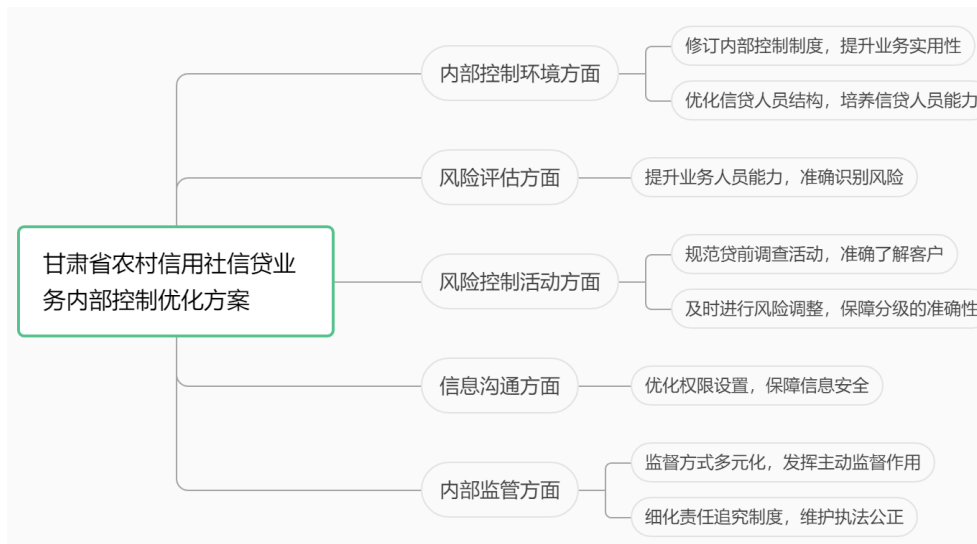 甘肃省农村信用社信贷业
务内部控制优化方案
内部控制环境方面
修订内部控制制度，提升业务实用性
优化信贷人员结构，培养信贷人员能力
风险评估方面
提升业务人员能力，准确识别风险
风险控制活动方面
规范贷前调查活动，准确了解客户
及时进行风险调整，保障分级的准确性
信息沟通方面
优化权限设置，保障信息安全
内部监管方面
监督方式多元化，发挥主动监督作用
细化责任追究制度，维护执法公正